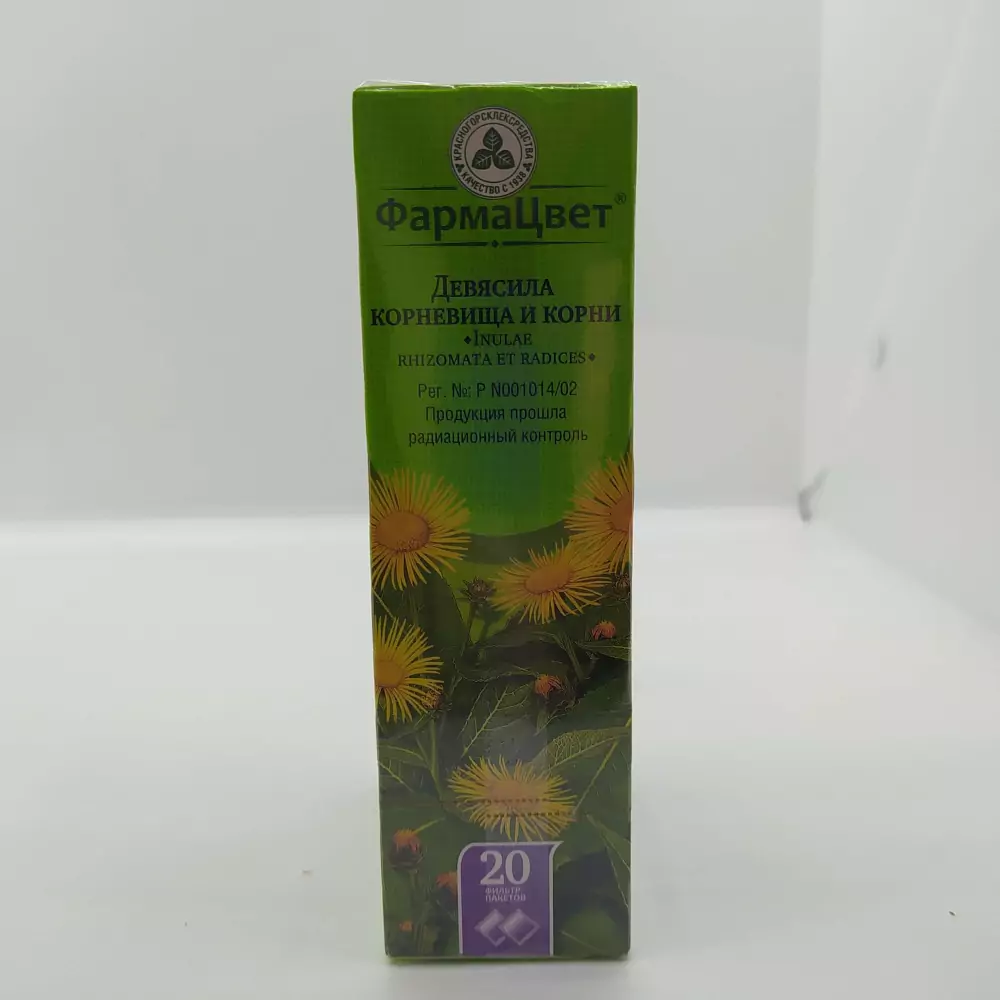 КРАСНОГОРСКЛЕКСРЕДСТВА
КАЧЕСТВО С 1938
ФармаЦвет®
Девясила
корневища и корни
Inulae
rhizomata et radices
Рег. №: Р N001014/02
Продукция прошла
радиационный контроль
20
ФИЛЬТР
ПАКЕТОВ